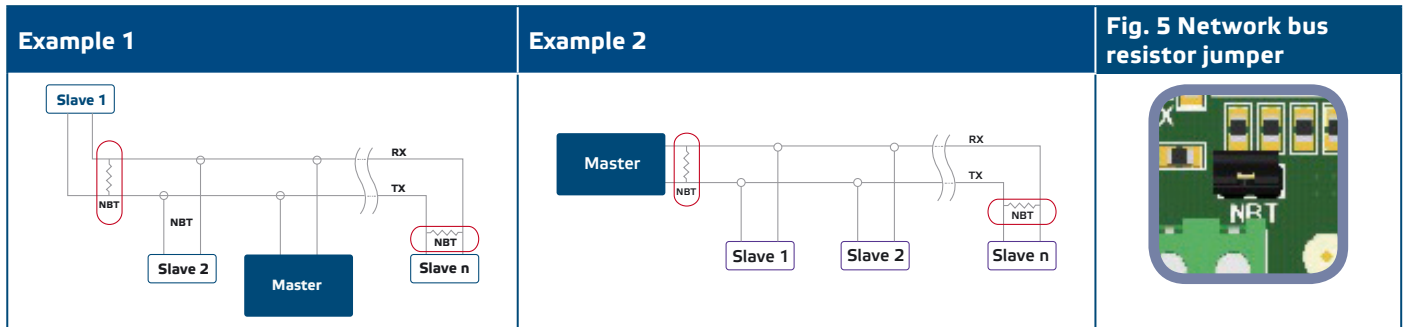 Example 1
Slave 1
RX
TX
NBT
NBT
NBT
Slave 2
Master
Slave n
Example 2
Master
RX
TX
NBT
NBT
Slave 1
Slave 2
Slave n
Fig. 5 Network bus
resistor jumper
NBT